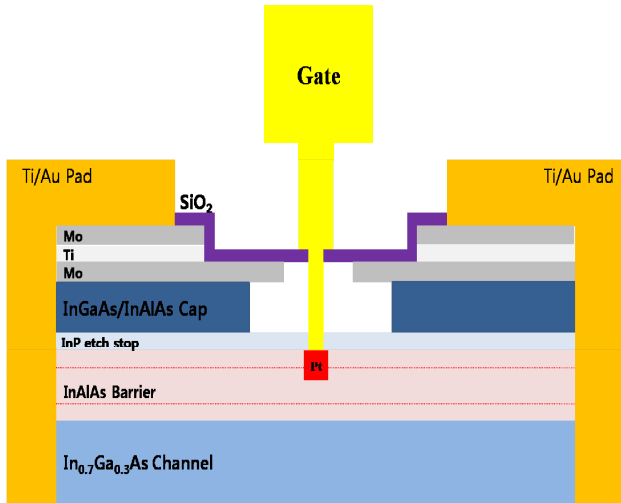 Gate
Ti/Au Pad
Ti/Au Pad
SiO₂
Mo
Ti
Mo
InGaAs/InAlAs Cap
InP etch stop
Pt
InAlAs Barrier
In₀.₇Ga₀.₃As Channel